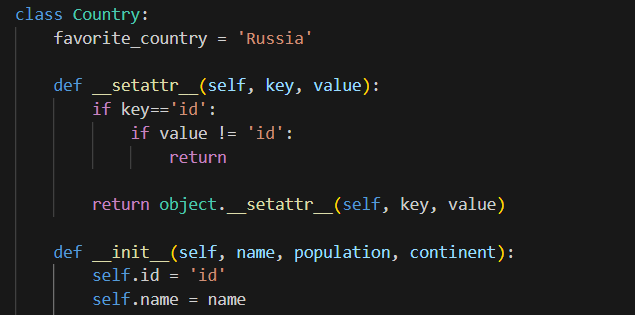 class Country:
    favorite_country = 'Russia'

    def __setattr__(self, key, value):
        if key=='id':
            if value != 'id':
                return

        return object.__setattr__(self, key, value)

    def __init__(self, name, population, continent):
        self.id = 'id'
        self.name = name